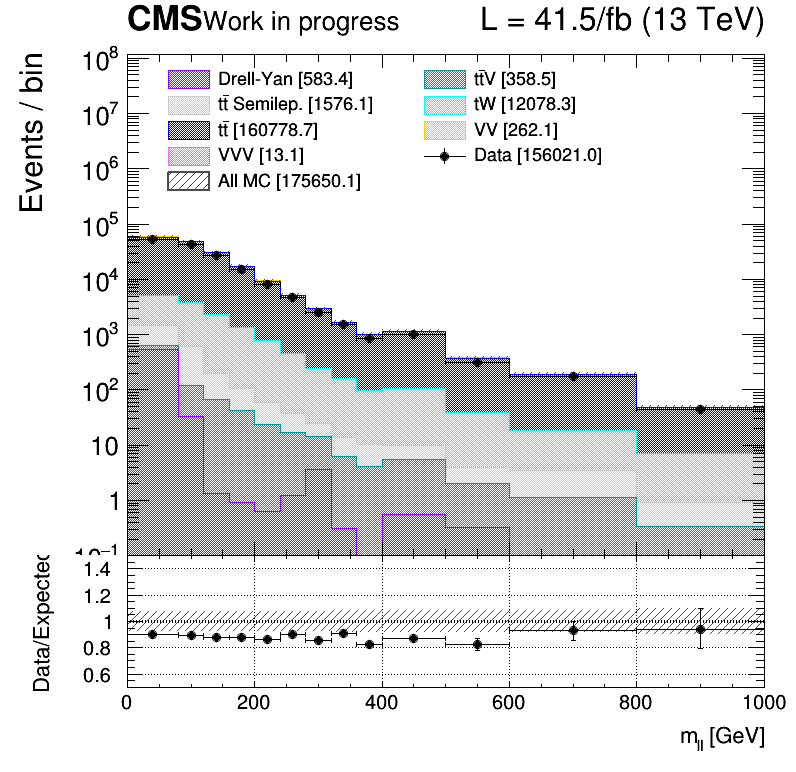 CMS Work in progress L = 41.5/fb (13 TeV)
Events / bin
Drell-Yan [583.4] tt̄V [358.5]
tt̄ Semilep. [1576.1] tW [12078.3]
tt̄ [160778.7] VV [262.1]
VVV [13.1] Data [156021.0]
All MC [175650.1]
10⁸
10⁷
10⁶
10⁵
10⁴
10³
10²
10
1
10⁻¹
Data/Expected
1.4
1.2
1
0.8
0.6
0 200 400 600 800 1000
m_ll [GeV]